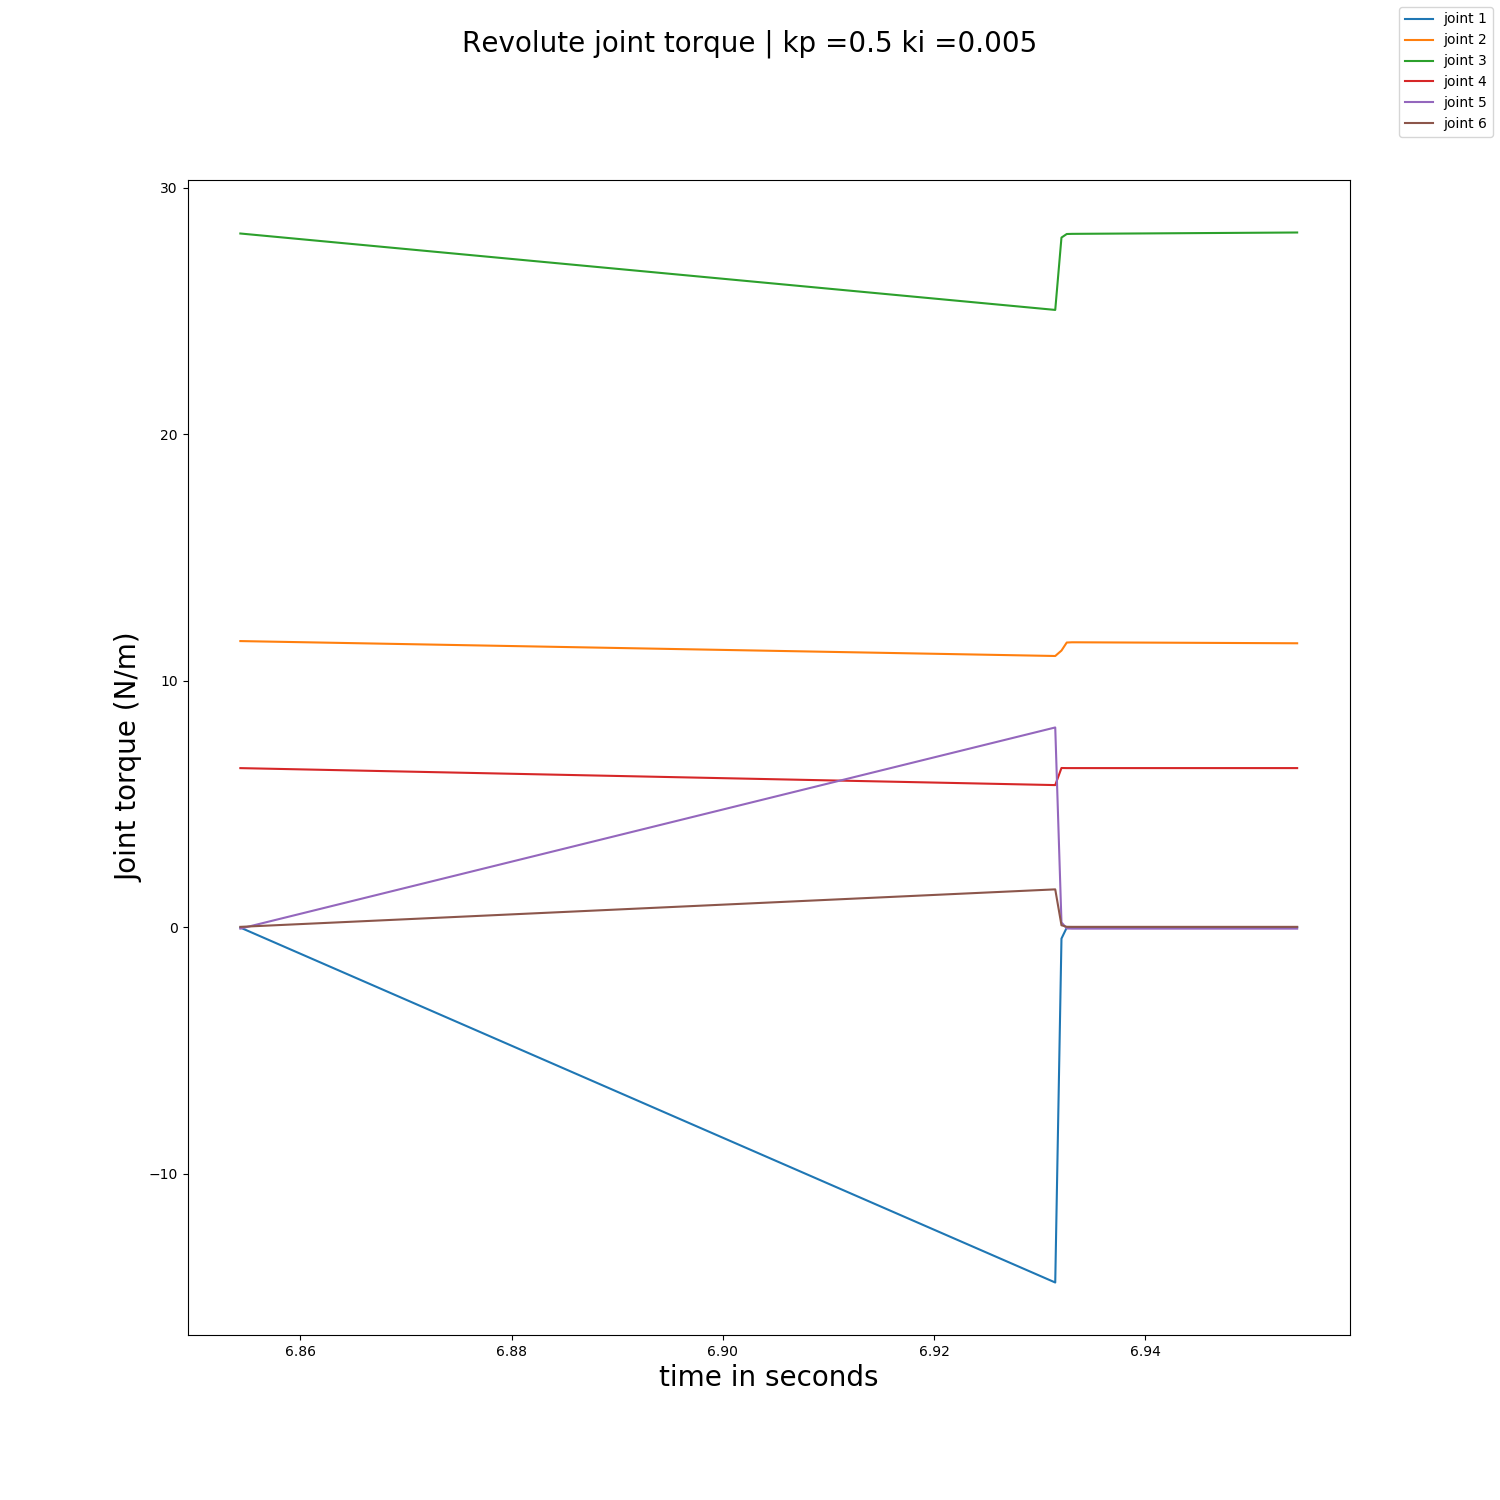 Revolute joint torque | kp =0.5 ki =0.005
joint 1
joint 2
joint 3
joint 4
joint 5
joint 6
30
20
10
0
−10
Joint torque (N/m)
6.86 6.88 6.90 6.92 6.94
time in seconds